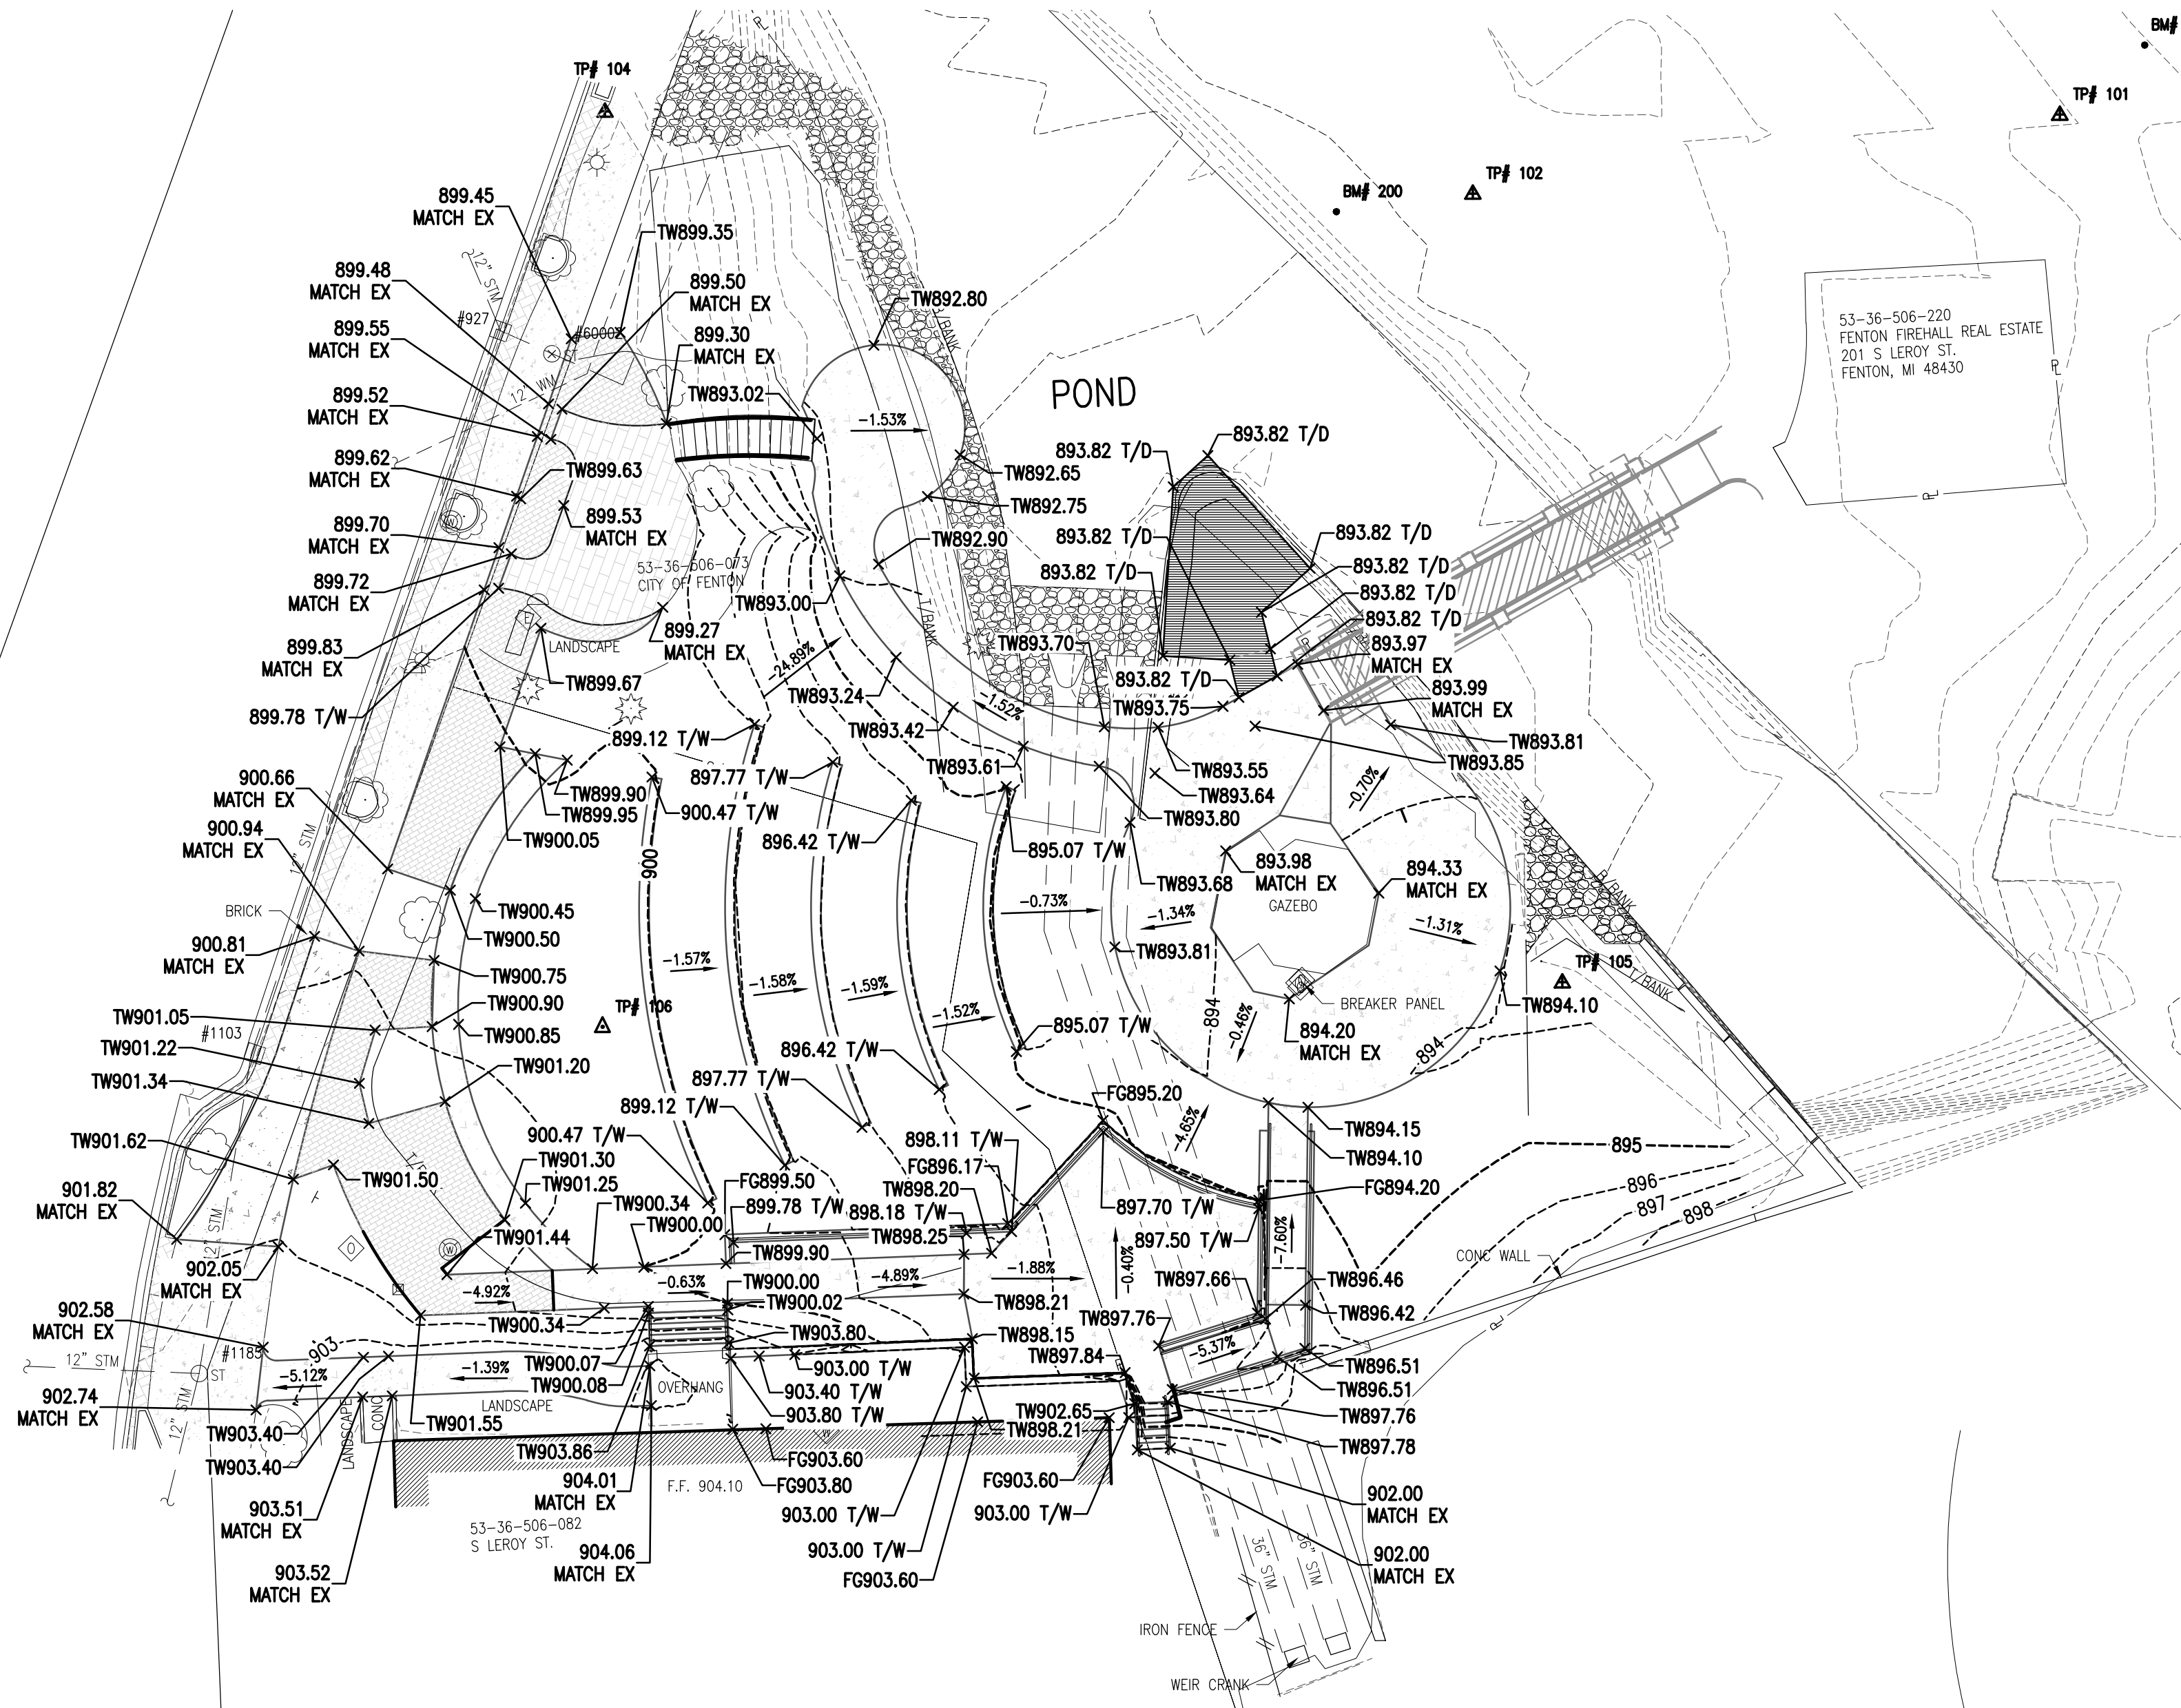 BM#
TP# 104
TP# 101
TP# 102
BM# 200
899.45
MATCH EX
TW899.35
12" STM
899.48
MATCH EX
899.50
MATCH EX
TW892.80
B/BANK
#927
#6000
ST
899.55
MATCH EX
899.30
MATCH EX
53-36-506-220
FENTON FIREHALL REAL ESTATE
201 S LEROY ST.
FENTON, MI 48430
12" WM
899.52
MATCH EX
TW893.02
POND
-1.53%
893.82 T/D
893.82 T/D
899.62
MATCH EX
TW899.63
TW892.65
TW892.75
899.53
MATCH EX
899.70
MATCH EX
W
TW892.90
893.82 T/D
893.82 T/D
893.82 T/D
893.82 T/D
893.82 T/D
893.82 T/D
53-36-506-073
CITY OF FENTON
899.72
MATCH EX
TW893.00
T/BANK
E
LANDSCAPE
899.27
MATCH EX
899.83
MATCH EX
TW893.70
893.97
MATCH EX
-24.89%
TW899.67
TW893.24
893.82 T/D
TW893.75
893.99
MATCH EX
899.78 T/W
-1.52%
899.12 T/W
TW893.42
TW893.81
TW893.85
TW893.61
897.77 T/W
TW893.55
TW893.64
TW893.80
-0.70%
900.66
MATCH EX
TW899.90
TW899.95
900.47 T/W
TW900.05
900.94
MATCH EX
12" STM
896.42 T/W
895.07 T/W
900
893.98
MATCH EX
GAZEBO
894.33
MATCH EX
TW893.68
B/BANK
BRICK
TW900.45
TW900.50
-0.73%
-1.34%
-1.31%
900.81
MATCH EX
TW893.81
TW900.75
-1.57%
-1.58%
-1.59%
TP# 105
T/BANK
TW900.90
TP# 106
BREAKER PANEL
TW894.10
TW901.05
#1103
TW900.85
-1.52%
894
-0.46%
895.07 T/W
894.20
MATCH EX
894
TW901.22
TW901.20
896.42 T/W
TW901.34
897.77 T/W
FG895.20
899.12 T/W
-4.65%
TW901.62
900.47 T/W
898.11 T/W
TW894.15
TW894.10
895
TW901.30
FG896.17
TW901.50
FG899.50
TW898.20
FG894.20
896
901.82
MATCH EX
TW901.25
TW900.34
899.78 T/W
898.18 T/W
897.70 T/W
897
898
12" STM
TW901.44
TW900.00
TW898.25
897.50 T/W
W
TW899.90
-7.60%
CONC WALL
902.05
MATCH EX
-4.92%
-0.63%
-4.89%
-1.88%
-0.40%
TW900.00
TW900.02
TW897.66
TW896.46
TW898.21
TW896.42
902.58
MATCH EX
TW900.34
TW903.80
TW898.15
TW897.76
903
#1185
12" STM
ST
-5.12%
-1.39%
TW900.07
TW900.08
903.00 T/W
TW897.84
-5.37%
TW896.51
TW896.51
OVERHANG
903.40 T/W
902.74
MATCH EX
12" STM
LANDSCAPE
CONC
LANDSCAPE
903.80 T/W
TW902.65
TW897.76
TW903.40
TW901.55
TW898.21
TW897.78
W
TW903.40
TW903.86
FG903.60
904.01
MATCH EX
F.F. 904.10
FG903.80
FG903.60
903.51
MATCH EX
903.00 T/W
903.00 T/W
902.00
MATCH EX
53-36-506-082
S LEROY ST.
903.52
MATCH EX
904.06
MATCH EX
903.00 T/W
FG903.60
36" STM
36" STM
902.00
MATCH EX
IRON FENCE
WEIR CRANK